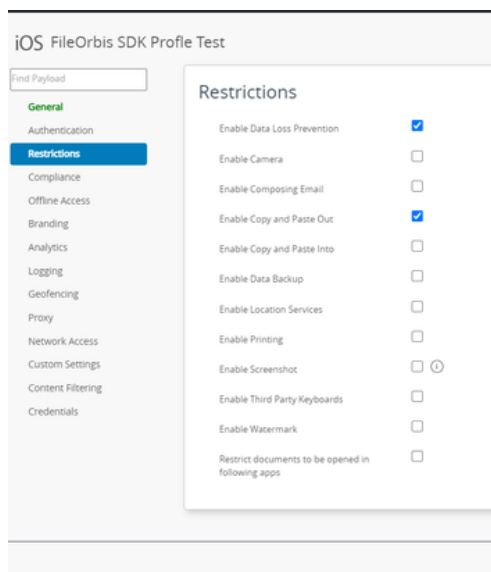 iOS FileOrbis SDK Profle Test
Find Payload
General
Authentication
Restrictions
Compliance
Offline Access
Branding
Analytics
Logging
Geofencing
Proxy
Network Access
Custom Settings
Content Filtering
Credentials
Restrictions
Enable Data Loss Prevention
Enable Camera
Enable Composing Email
Enable Copy and Paste Out
Enable Copy and Paste Into
Enable Data Backup
Enable Location Services
Enable Printing
Enable Screenshot
Enable Third Party Keyboards
Enable Watermark
Restrict documents to be opened in
following apps